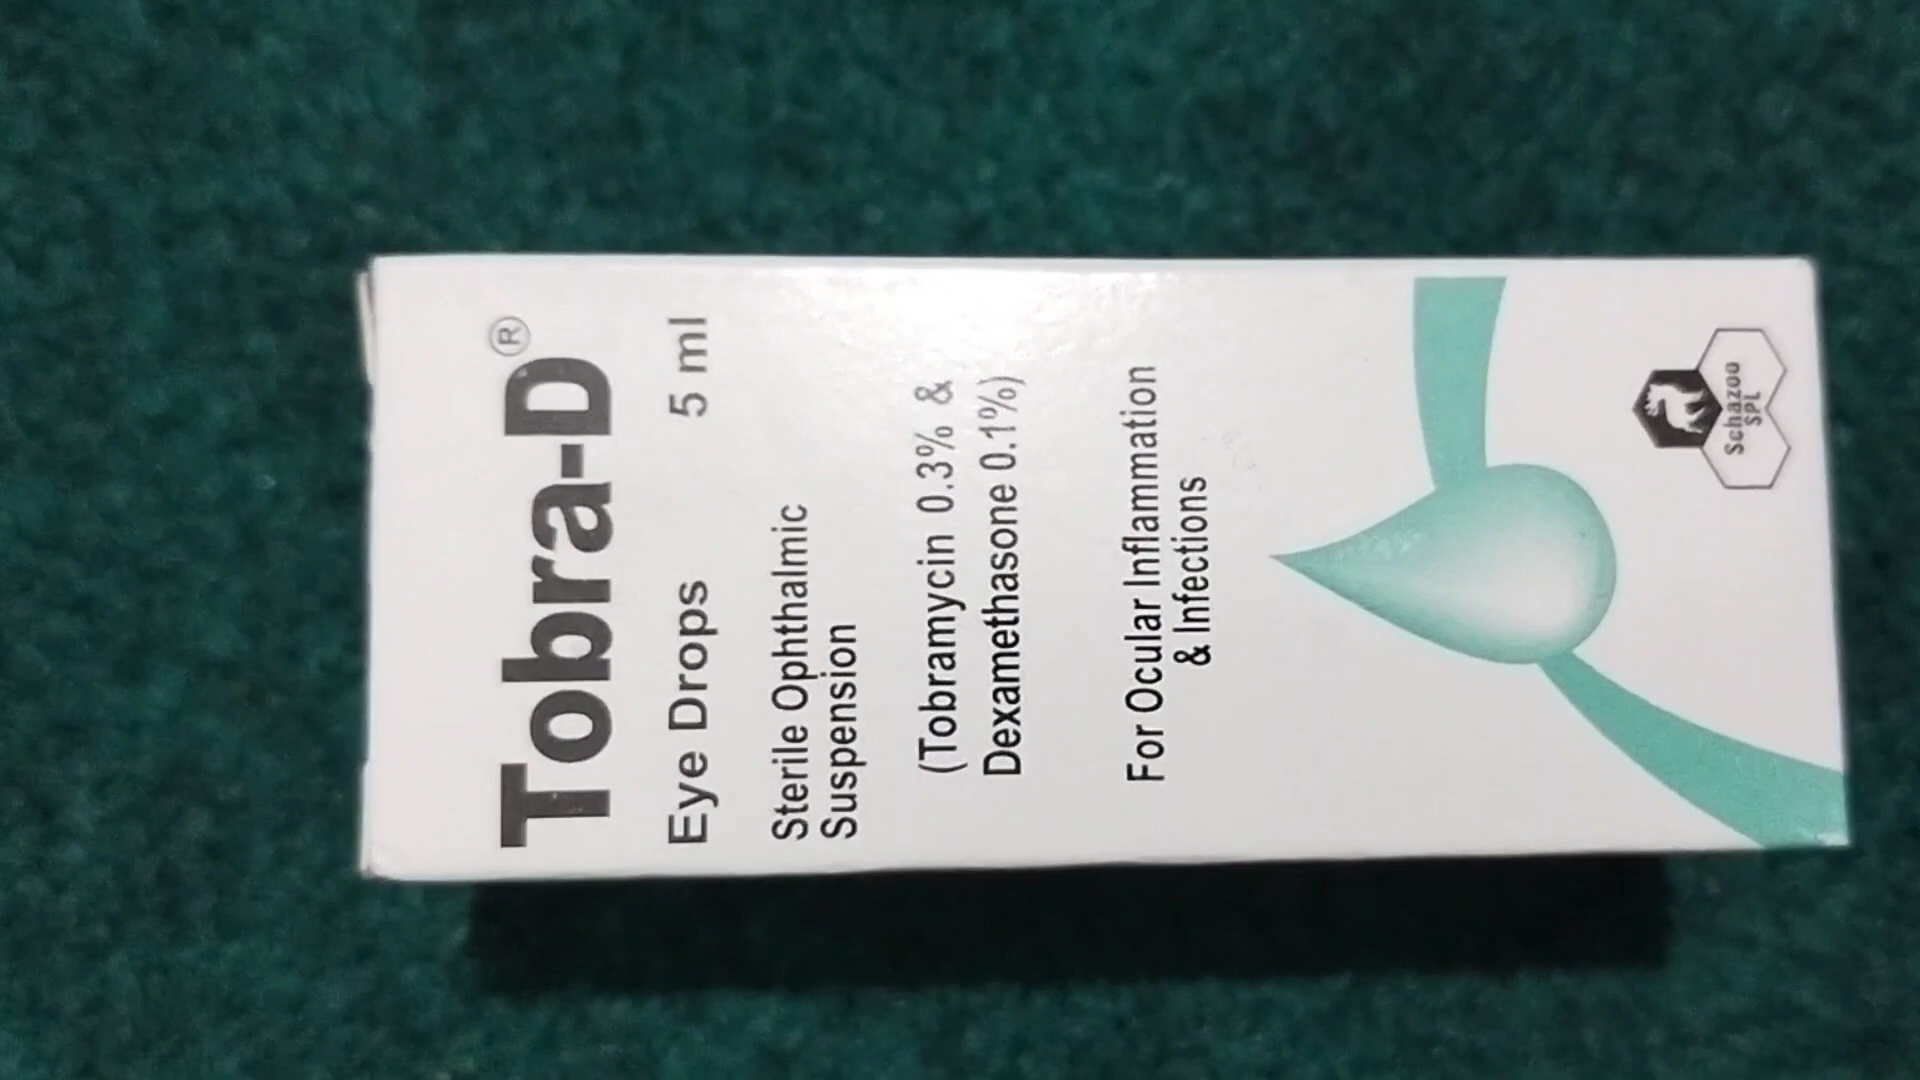 Tobra-D®
Eye Drops 5 ml
Sterile Ophthalmic
Suspension
(Tobramycin 0.3% &
Dexamethasone 0.1%)
For Ocular Inflammation
& Infections
Schazoo
SPL